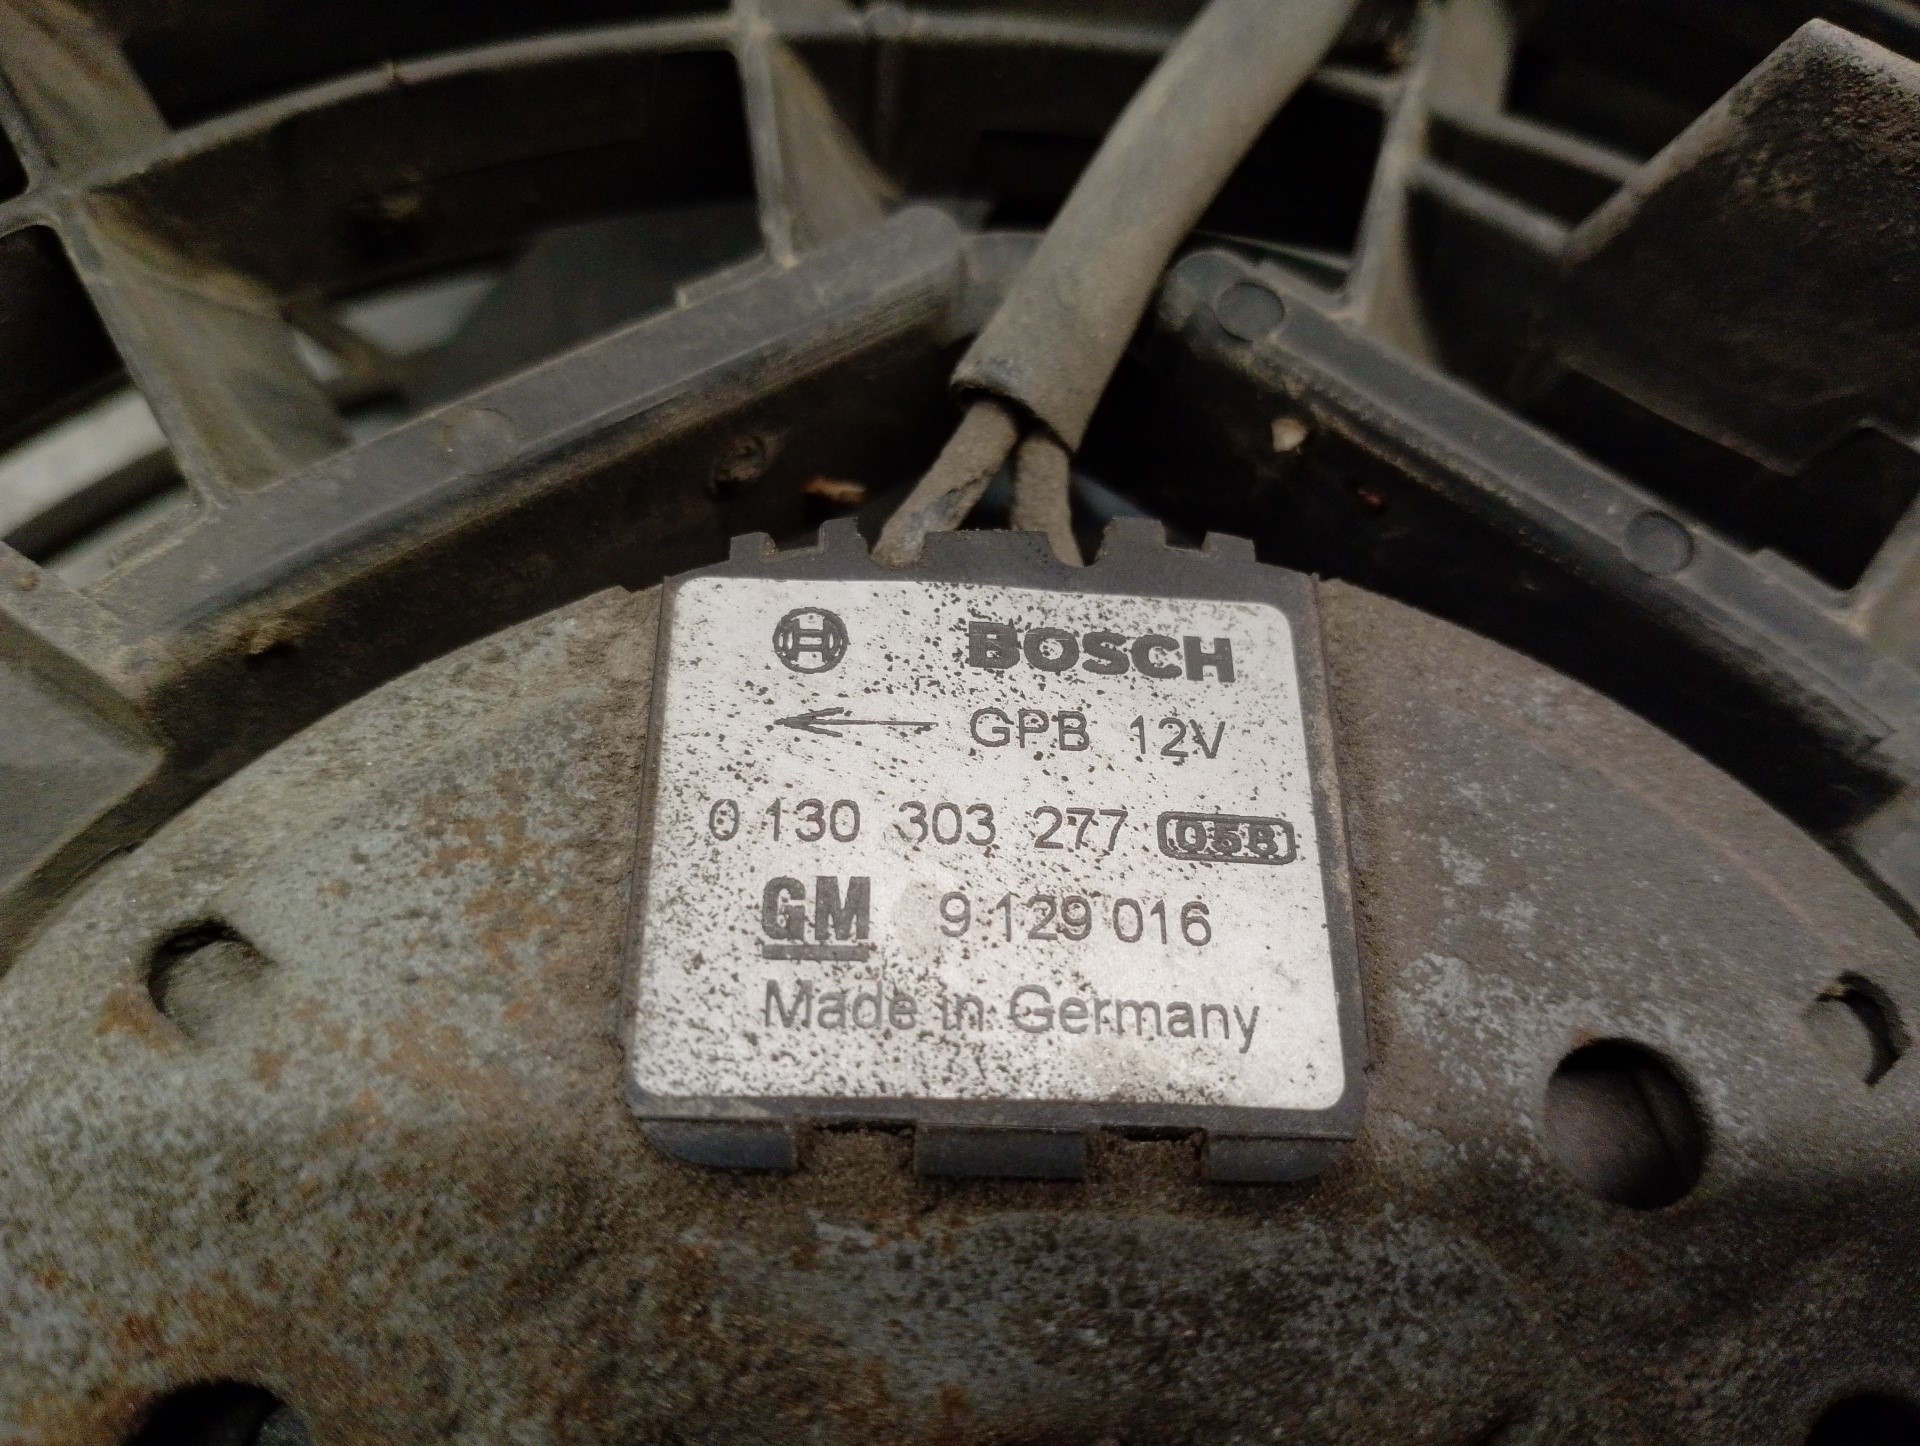 BOSCH
GPB 12V
0 130 303 277 058
GM 9 129 016
Made in Germany